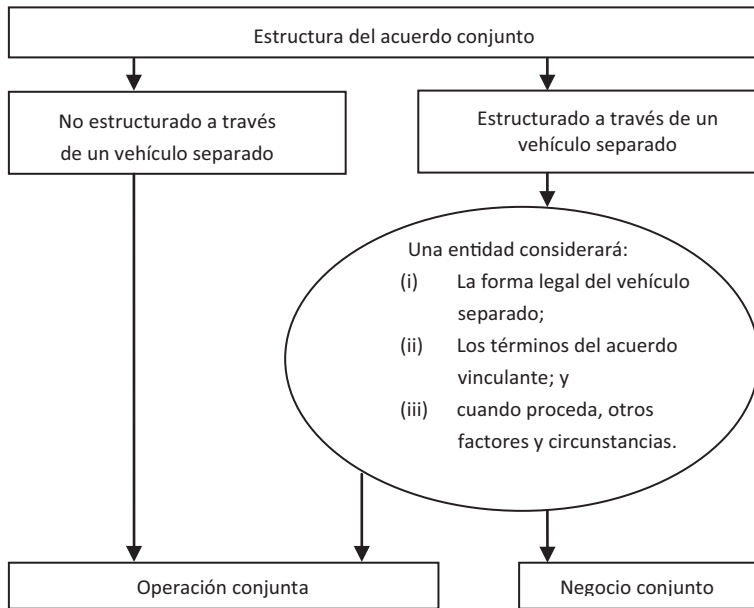 Estructura del acuerdo conjunto
No estructurado a través
de un vehículo separado
Estructurado a través de un
vehículo separado
Una entidad considerará:
(i) La forma legal del vehículo
separado;
(ii) Los términos del acuerdo
vinculante; y
(iii) cuando proceda, otros
factores y circunstancias.
Operación conjunta
Negocio conjunto